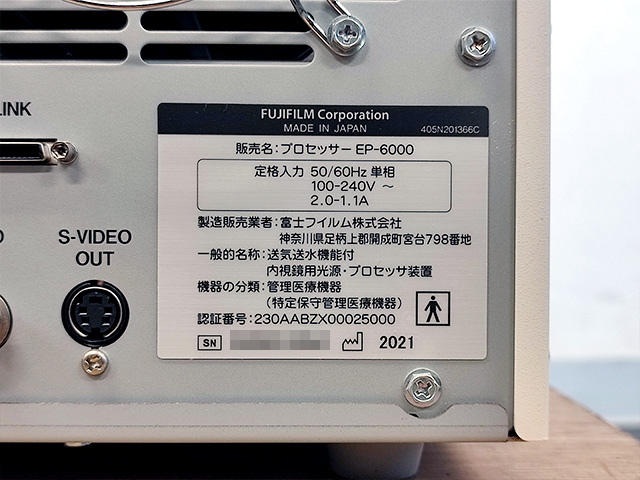 LINK
FUJIFILM Corporation
MADE IN JAPAN 405N201366C
販売名：プロセッサー EP-6000
定格入力 50/60Hz 単相
100-240V ～
2.0-1.1A
製造販売業者：富士フイルム株式会社
神奈川県足柄上郡開成町宮台798番地
一般的名称：送気送水機能付
内視鏡用光源・プロセッサ装置
機器の分類：管理医療機器
（特定保守管理医療機器）
認証番号：230AABZX00025000
SN 2021
S-VIDEO
OUT